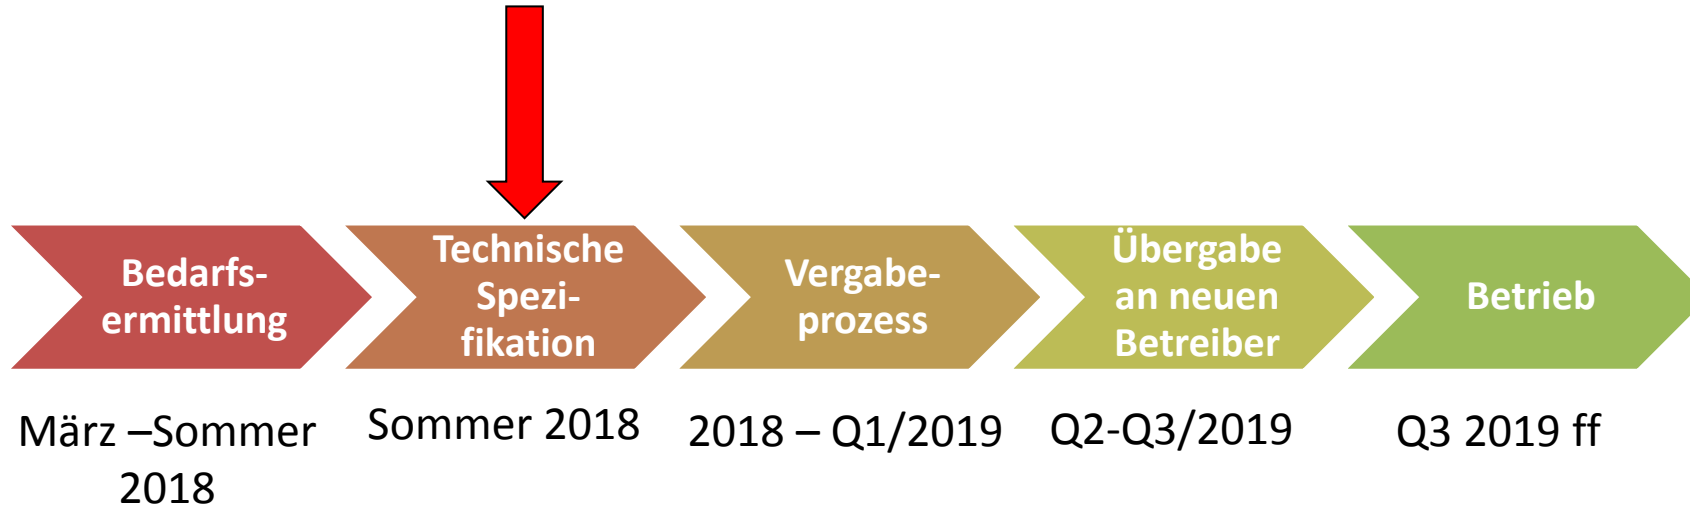 Bedarfs-
ermittlung
Technische
Spezi-
fikation
Vergabe-
prozess
Übergabe
an neuen
Betreiber
Betrieb
März –Sommer
2018
Sommer 2018
2018 – Q1/2019
Q2-Q3/2019
Q3 2019 ff